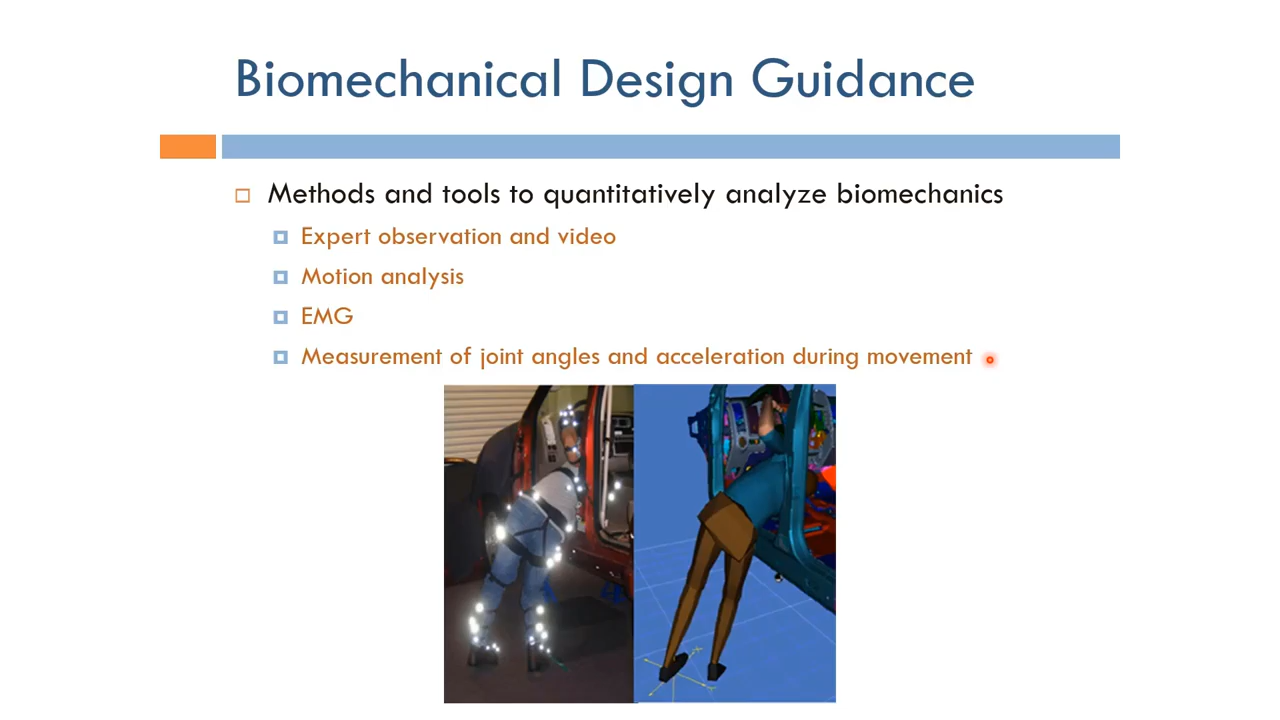 Biomechanical Design Guidance
Methods and tools to quantitatively analyze biomechanics
Expert observation and video
Motion analysis
EMG
Measurement of joint angles and acceleration during movement